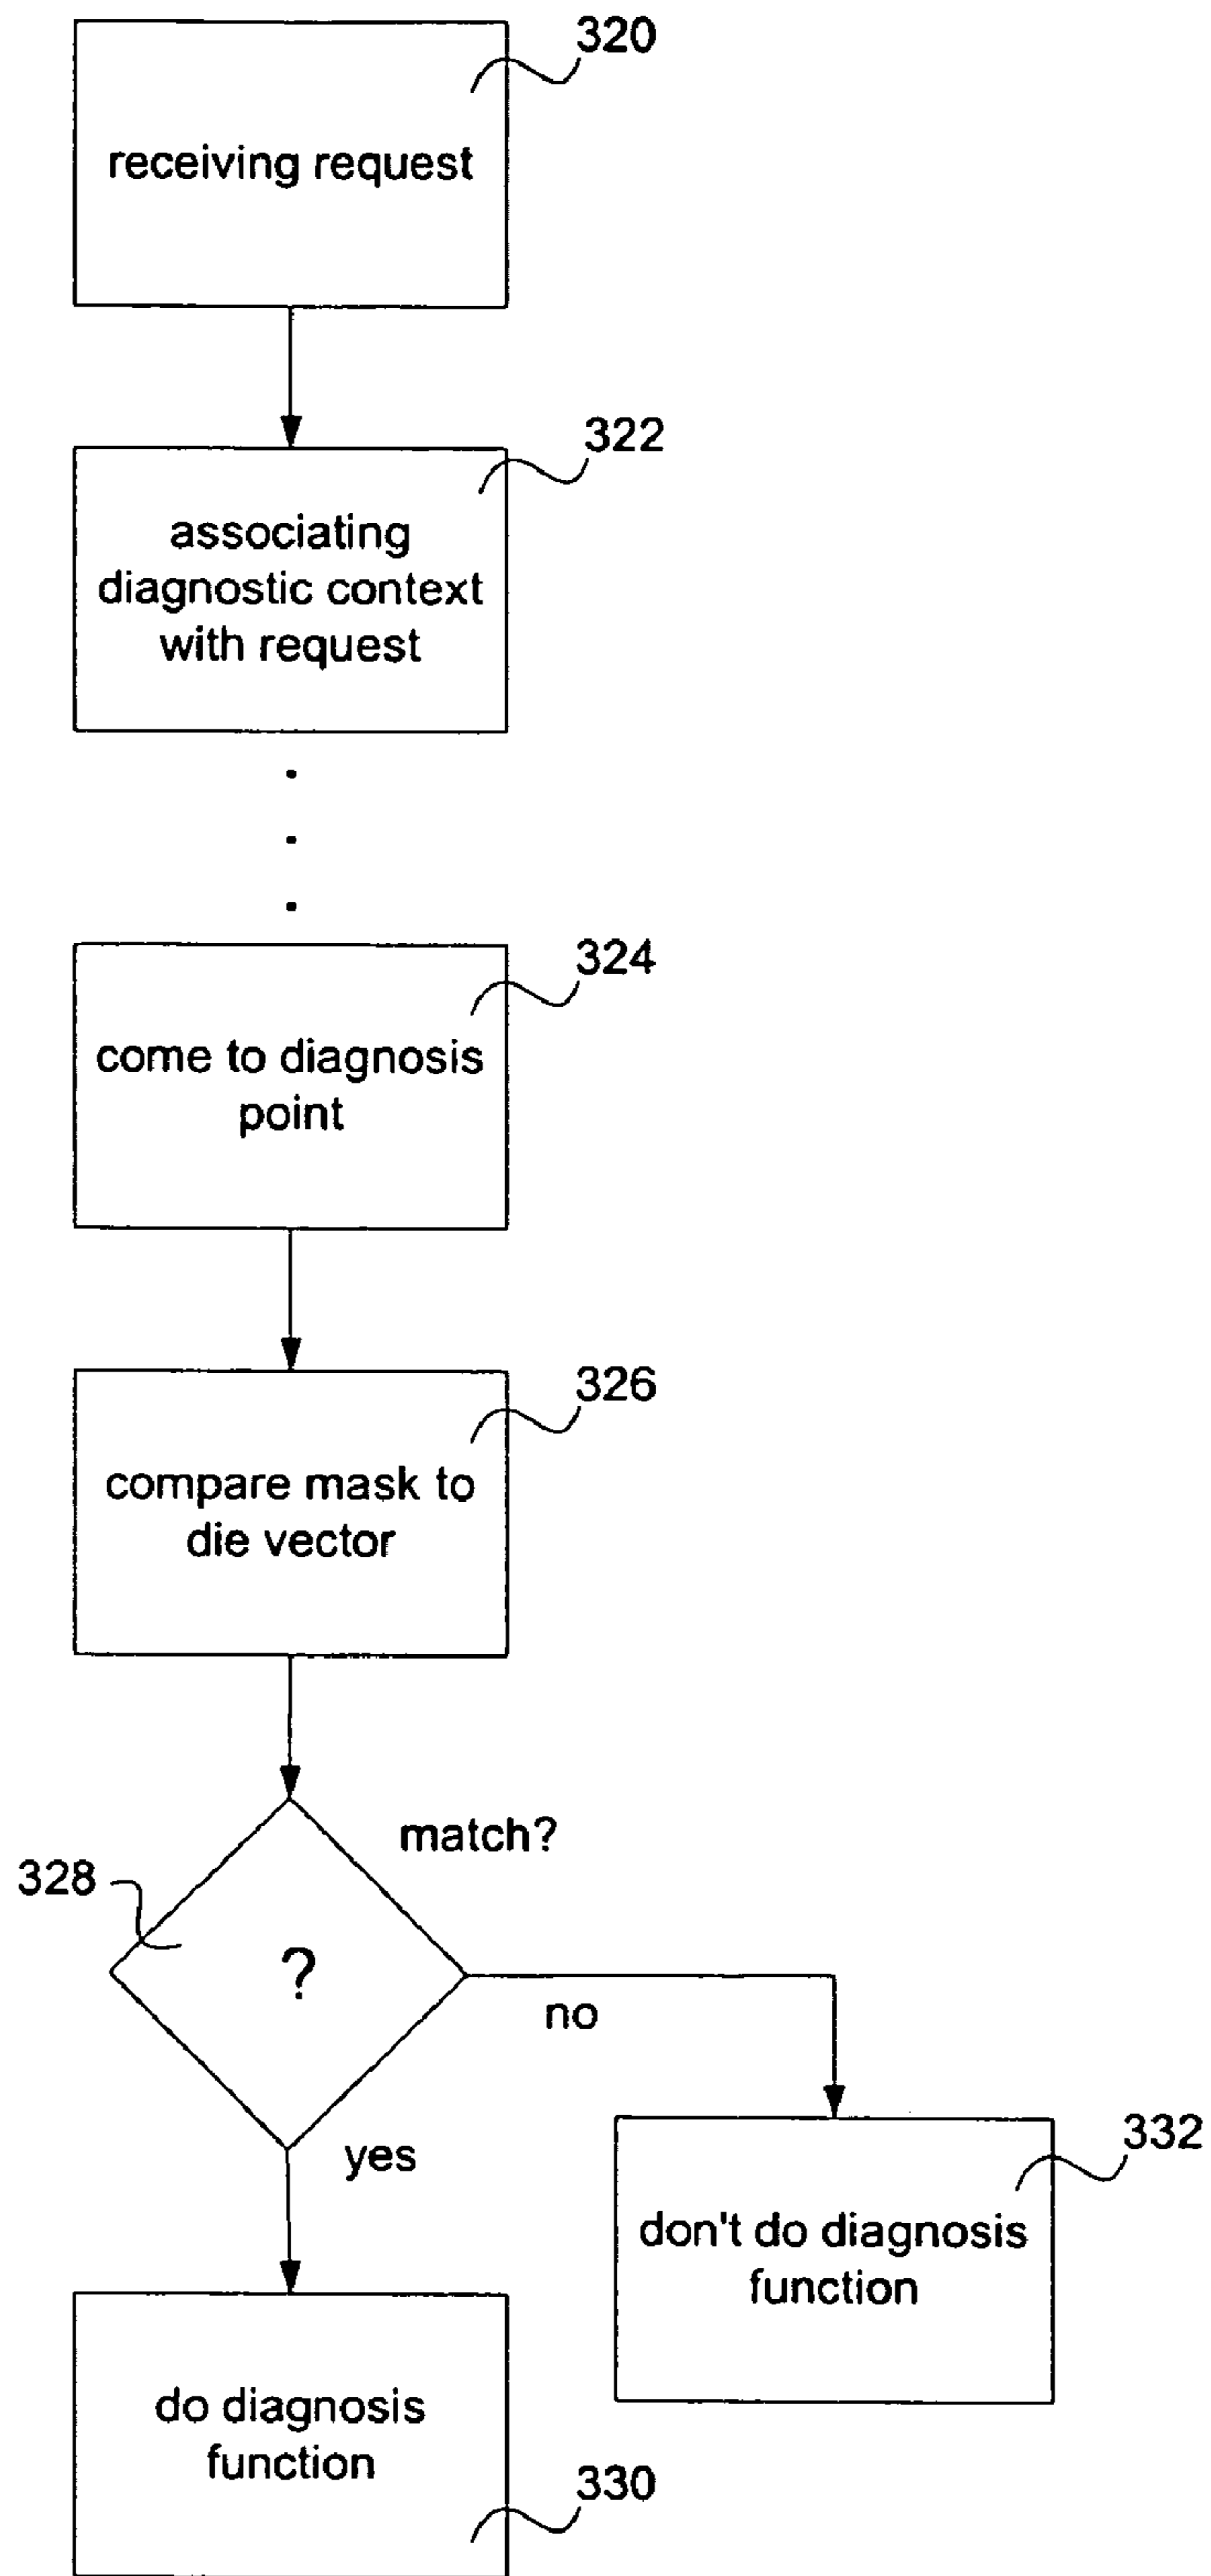 320
receiving request
322
associating
diagnostic context
with request
324
come to diagnosis
point
326
compare mask to
die vector
match?
328
?
no
yes
332
don't do diagnosis
function
do diagnosis
function
330